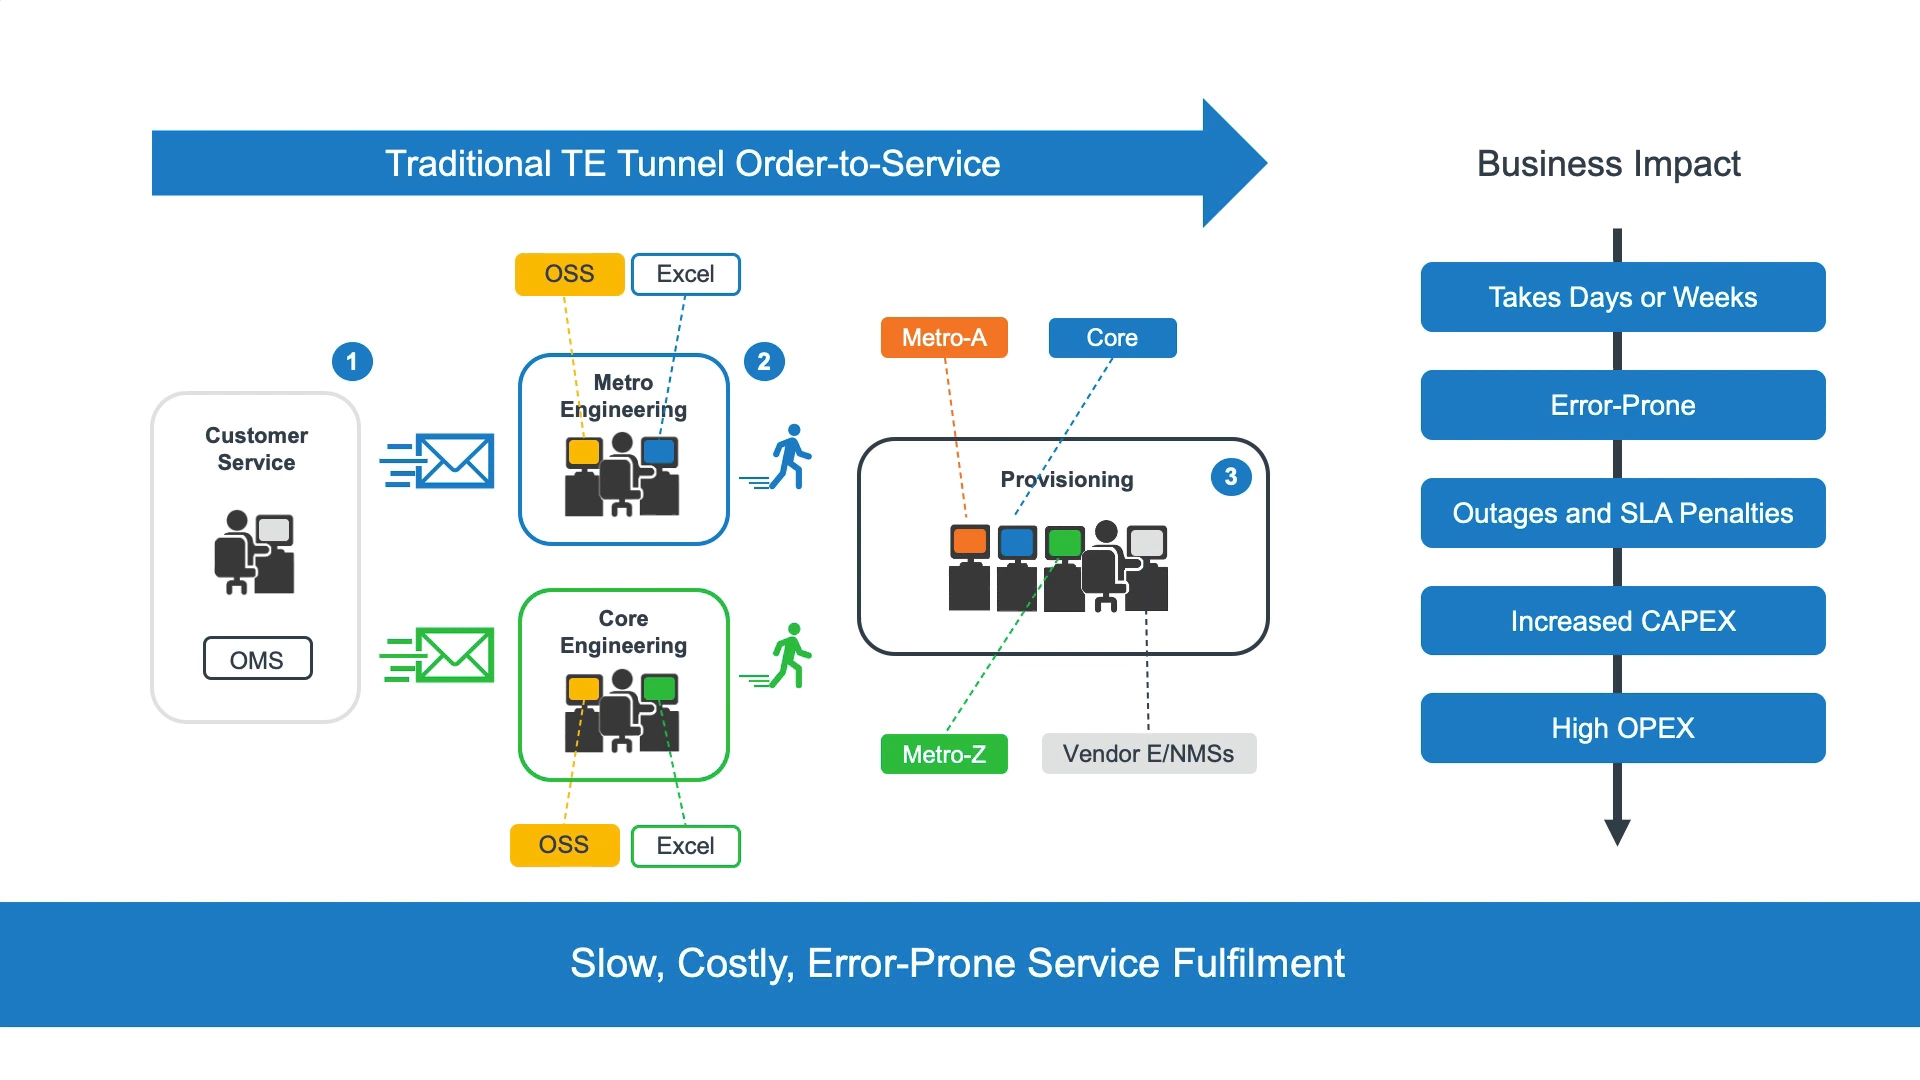 Traditional TE Tunnel Order-to-Service
Business Impact
1
Customer
Service
OMS
OSS
Excel
2
Metro
Engineering
Core
Engineering
OSS
Excel
Metro-A
Core
Provisioning
3
Metro-Z
Vendor E/NMSs
Takes Days or Weeks
Error-Prone
Outages and SLA Penalties
Increased CAPEX
High OPEX
Slow, Costly, Error-Prone Service Fulfilment